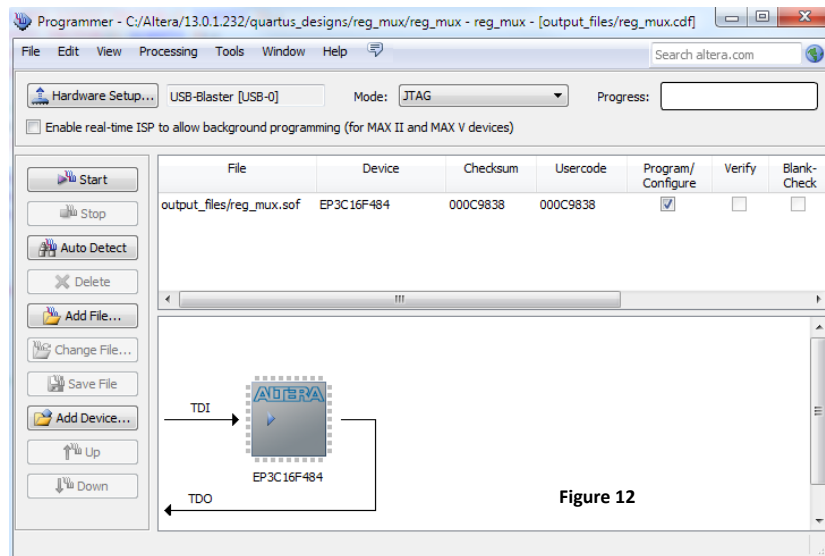 Programmer - C:/Altera/13.0.1.232/quartus_designs/reg_mux/reg_mux - reg_mux - [output_files/reg_mux.cdf]
File Edit View Processing Tools Window Help
Search altera.com
Hardware Setup... USB-Blaster [USB-0] Mode: JTAG Progress:
Enable real-time ISP to allow background programming (for MAX II and MAX V devices)
Start
Stop
Auto Detect
Delete
Add File...
Change File...
Save File
Add Device...
Up
Down
File Device Checksum Usercode Program/ Verify Blank-
Configure Check
output_files/reg_mux.sof EP3C16F484 000C9838 000C9838
ALTERA
TDI
EP3C16F484
TDO
Figure 12